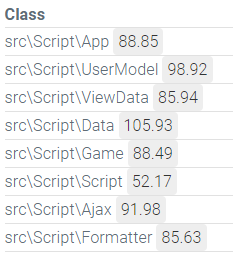 Class
src\Script\App 88.85
src\Script\UserModel 98.92
src\Script\ViewData 85.94
src\Script\Data 105.93
src\Script\Game 88.49
src\Script\Script 52.17
src\Script\Ajax 91.98
src\Script\Formatter 85.63